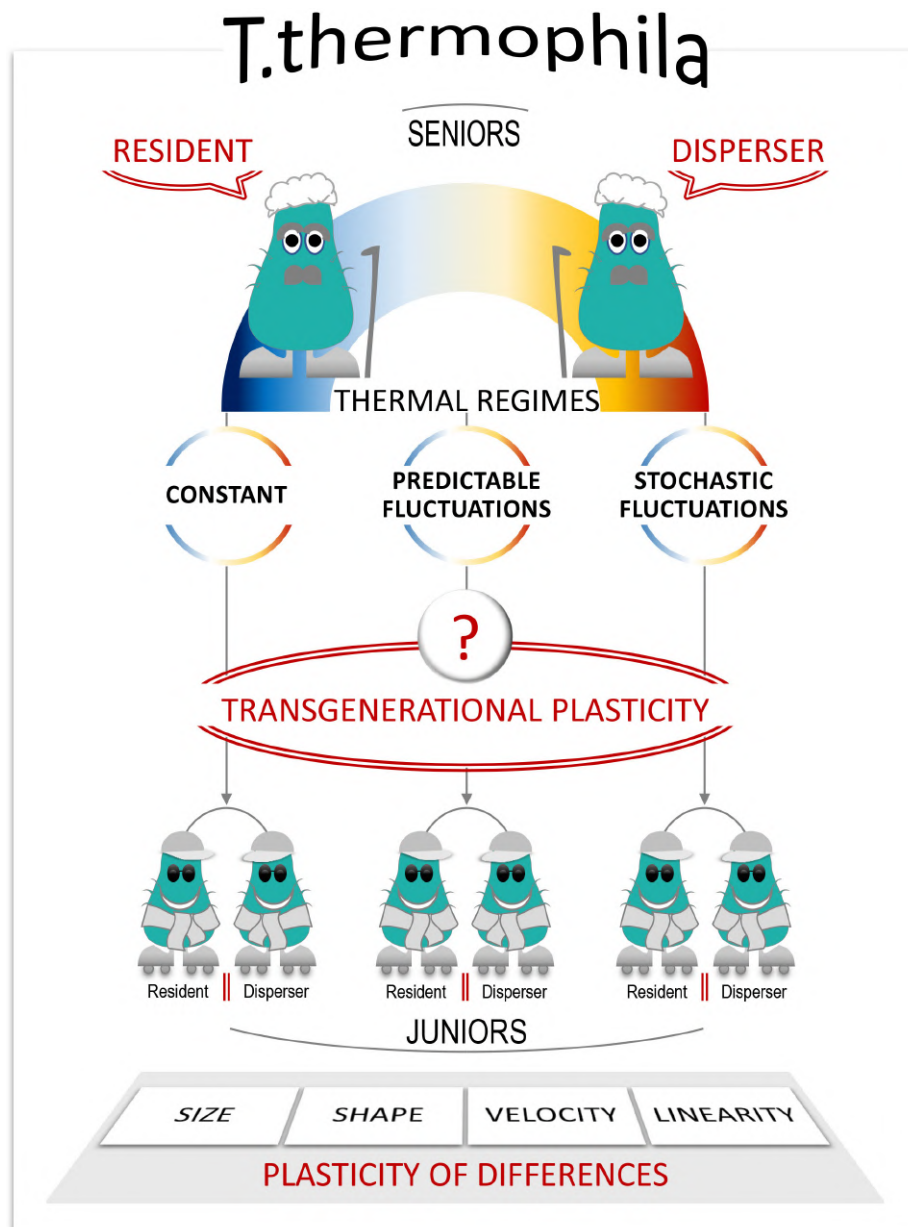 T.thermophila
SENIORS
RESIDENT
DISPERSER
THERMAL REGIMES
CONSTANT
PREDICTABLE
FLUCTUATIONS
STOCHASTIC
FLUCTUATIONS
?
TRANSGENERATIONAL PLASTICITY
Resident || Disperser
Resident || Disperser
Resident || Disperser
JUNIORS
SIZE
SHAPE
VELOCITY
LINEARITY
PLASTICITY OF DIFFERENCES